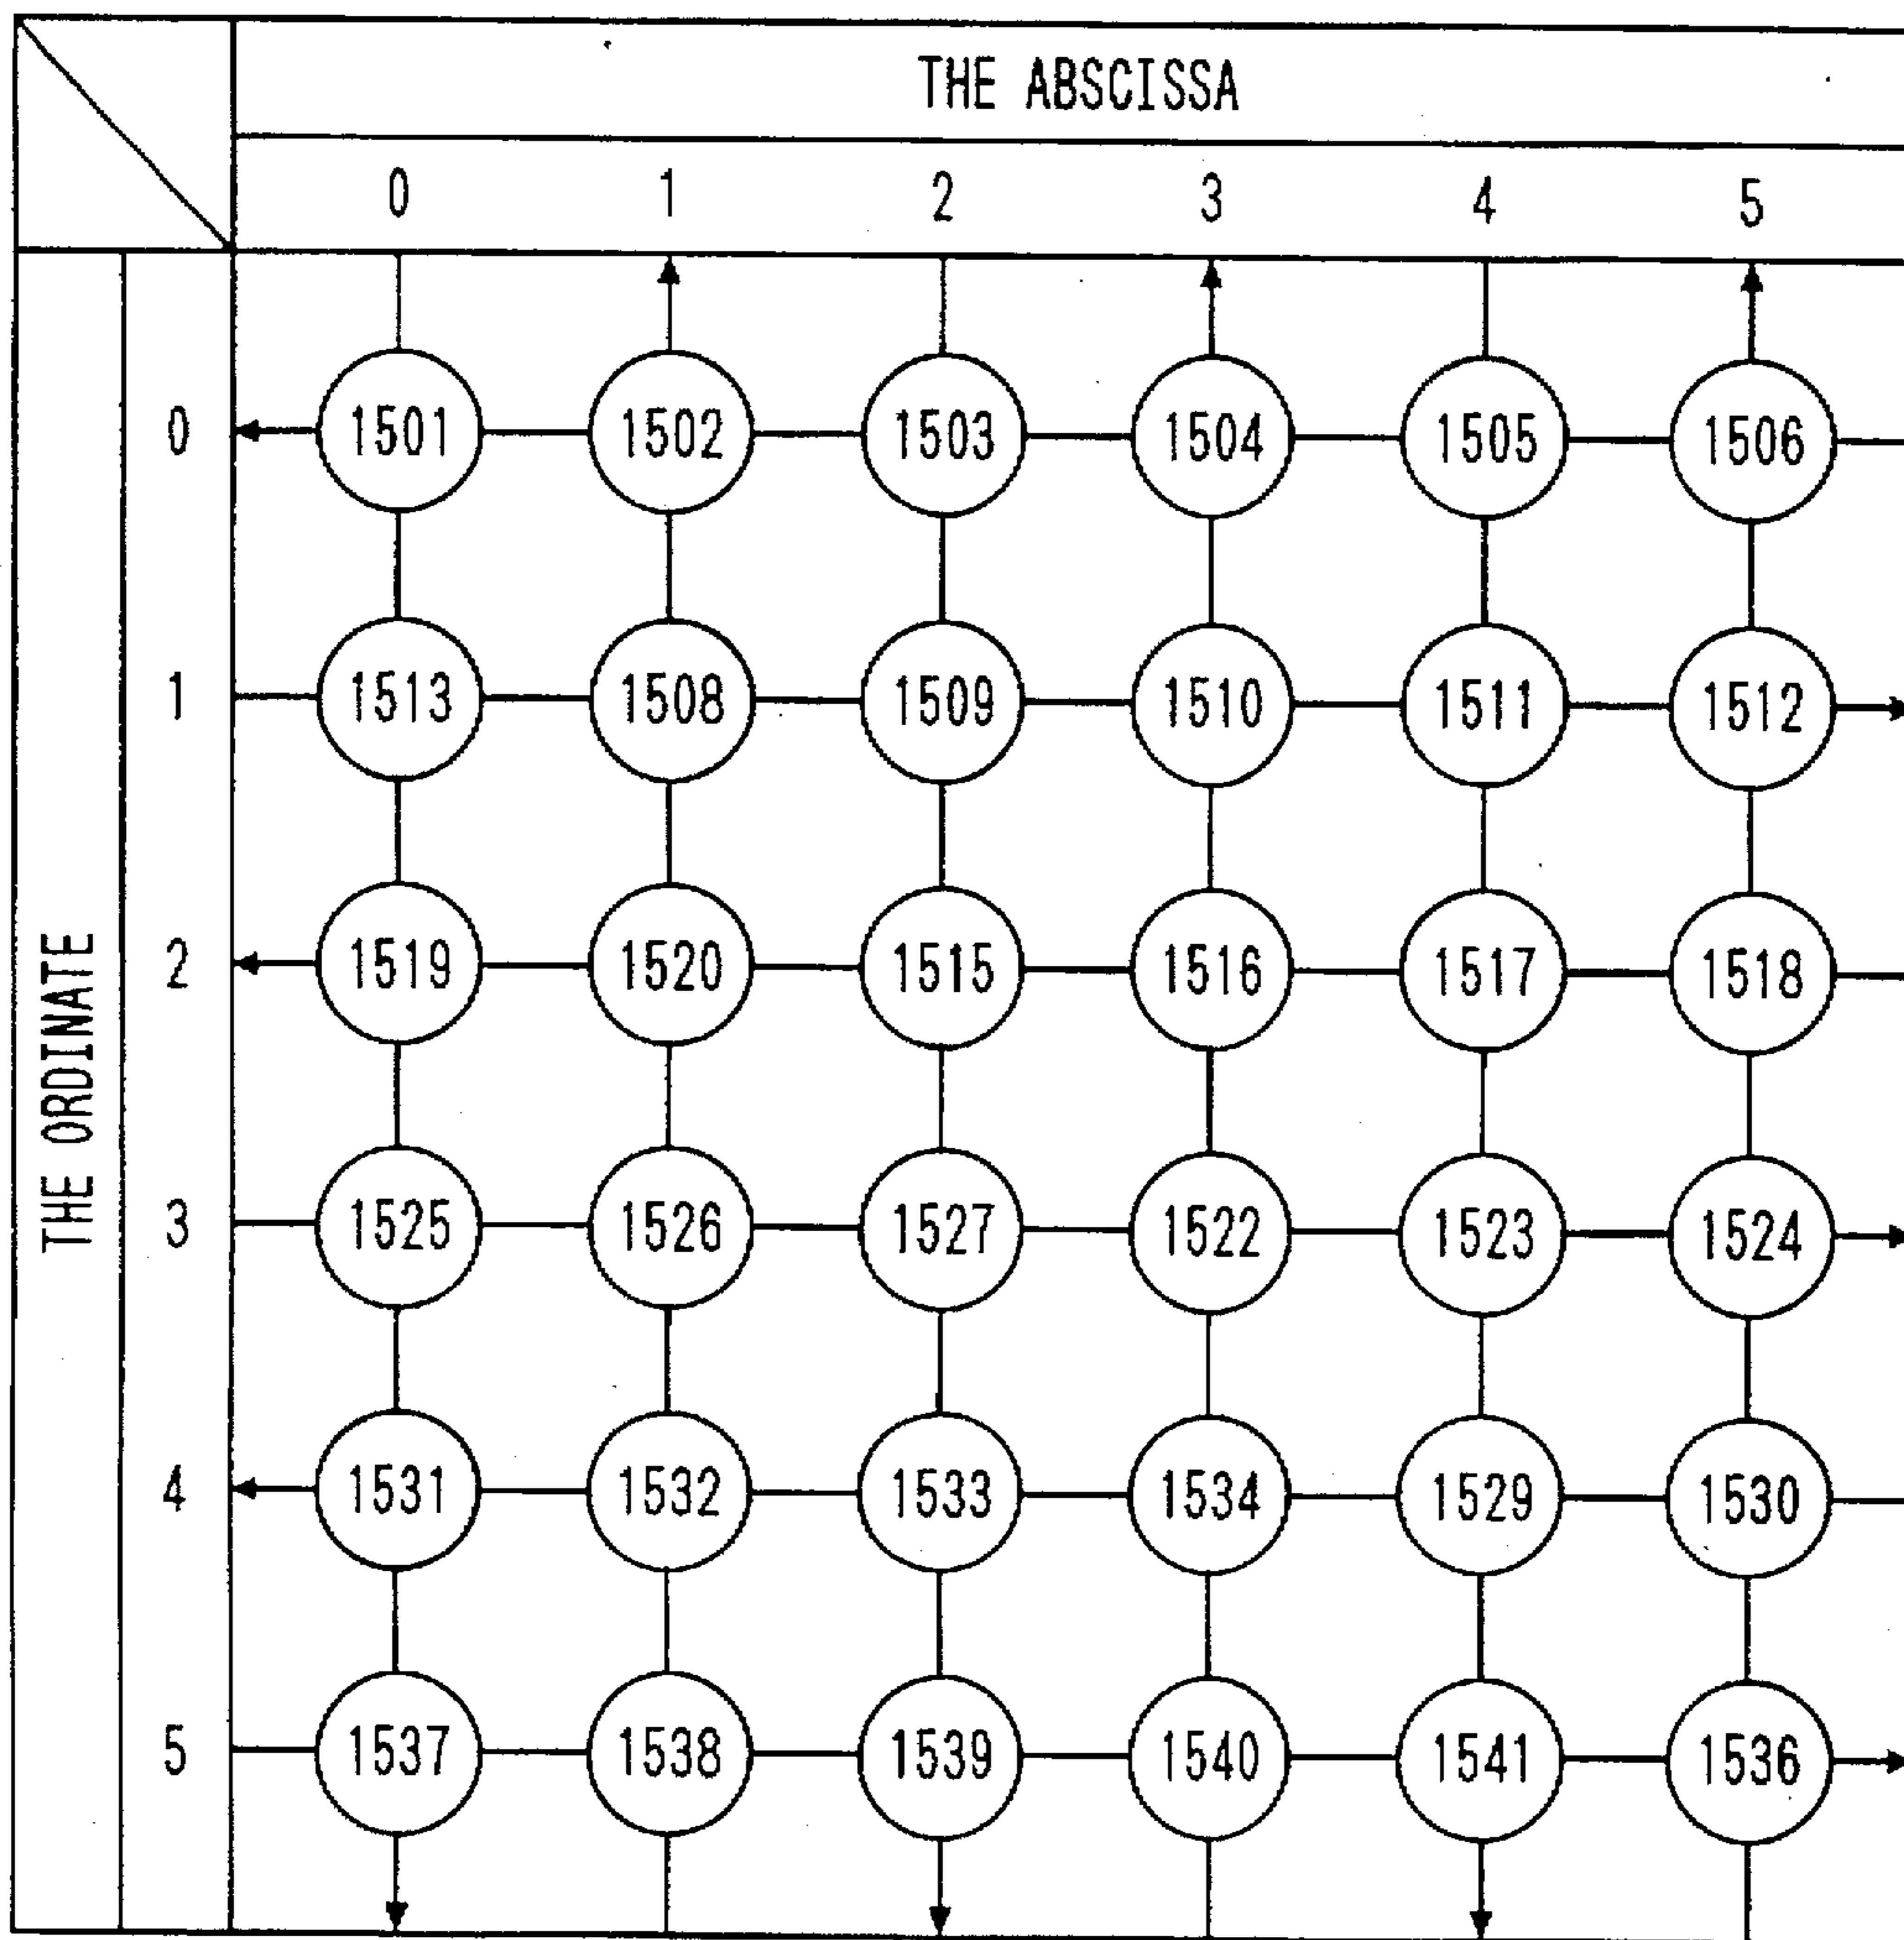 THE ABSCISSA
0 1 2 3 4 5
THE ORDINATE
0 1501 1502 1503 1504 1505 1506
1 1513 1508 1509 1510 1511 1512
2 1519 1520 1515 1516 1517 1518
3 1525 1526 1527 1522 1523 1524
4 1531 1532 1533 1534 1529 1530
5 1537 1538 1539 1540 1541 1536